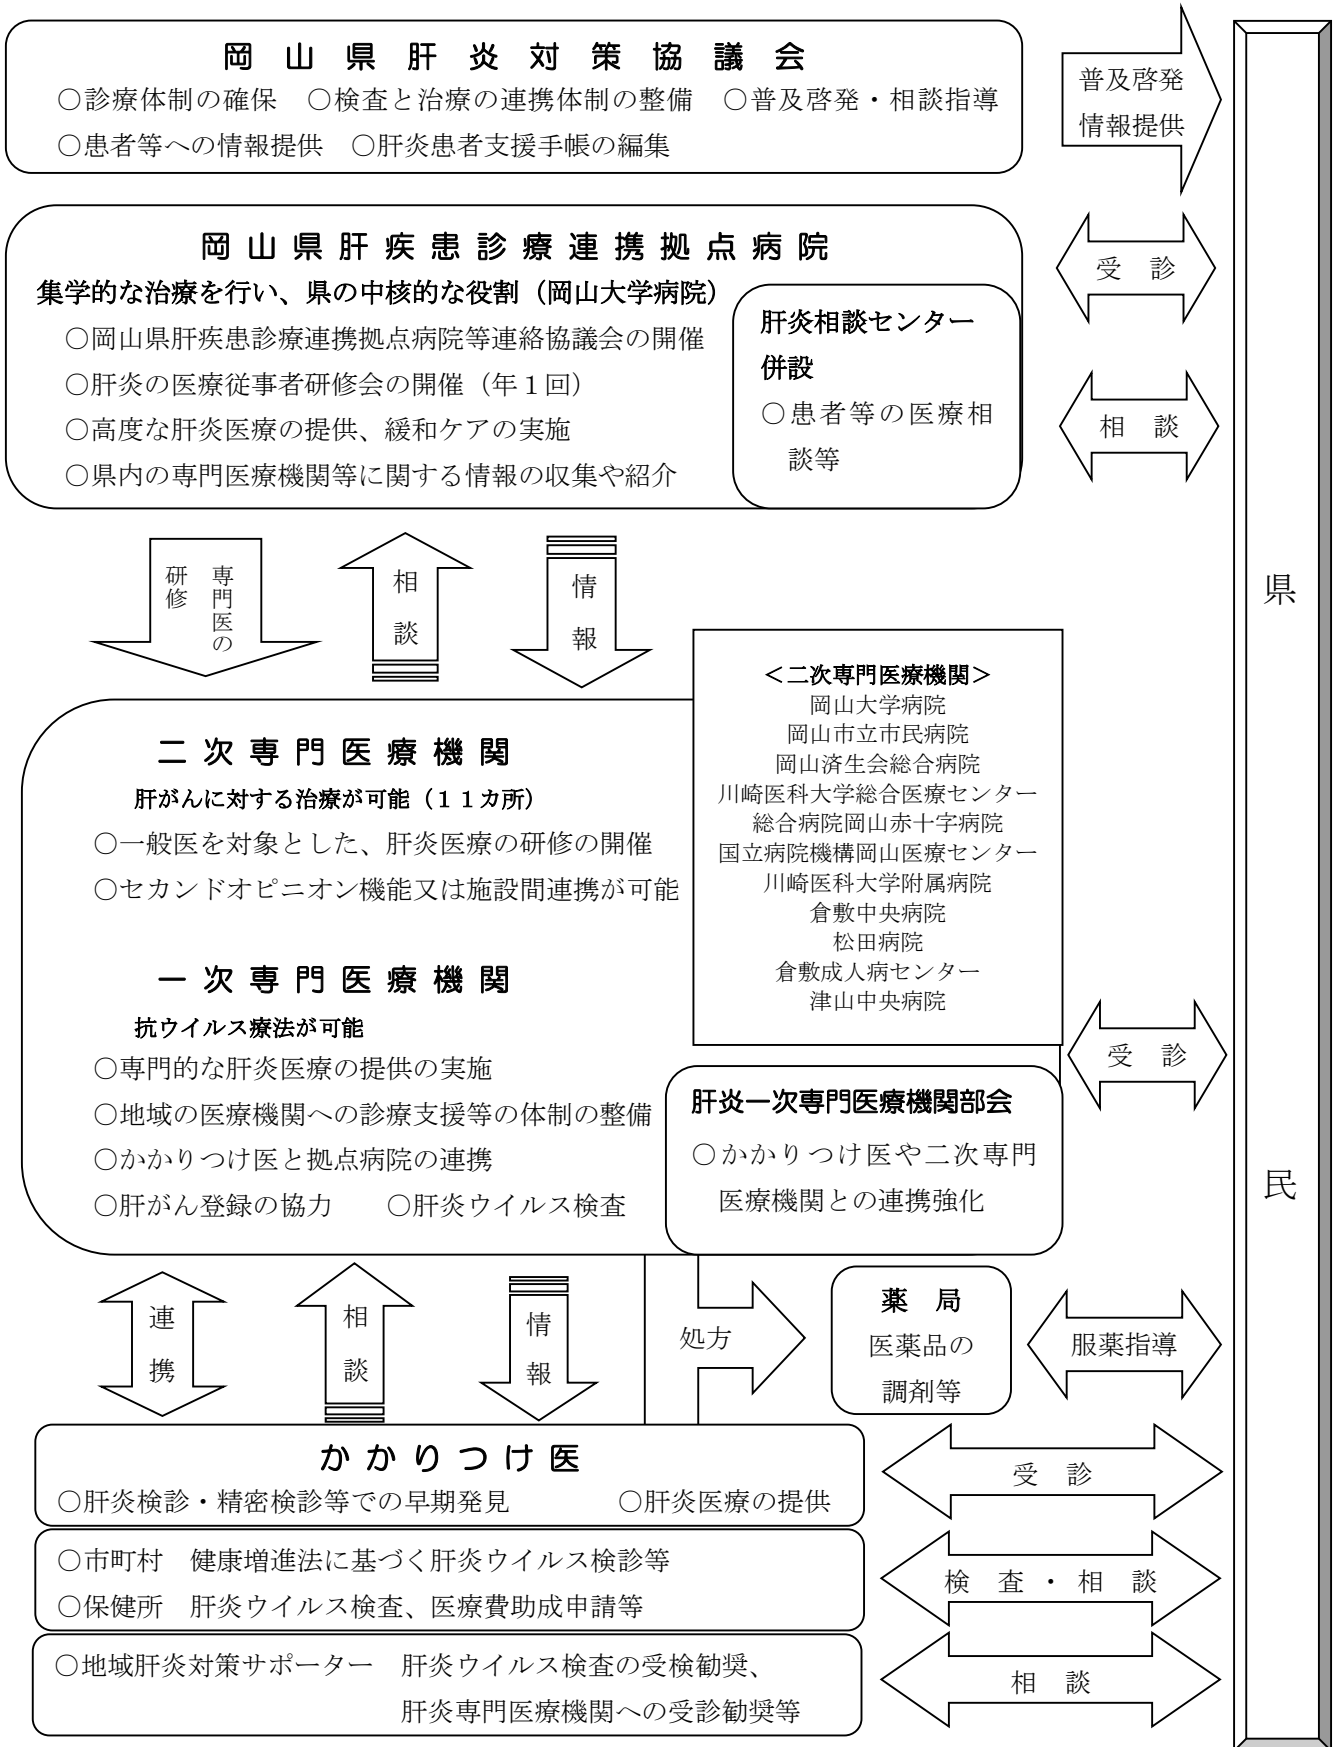 岡山県肝炎対策協議会
○診療体制の確保　○検査と治療の連携体制の整備　○普及啓発・相談指導
○患者等への情報提供　○肝炎患者支援手帳の編集
普及啓発
情報提供
岡山県肝疾患診療連携拠点病院
集学的な治療を行い、県の中核的な役割（岡山大学病院）
○岡山県肝疾患診療連携拠点病院等連絡協議会の開催
○肝炎の医療従事者研修会の開催（年１回）
○高度な肝炎医療の提供、緩和ケアの実施
○県内の専門医療機関等に関する情報の収集や紹介
肝炎相談センター
併設
○患者等の医療相
談等
受　診
相　談
専門医の
研修
相談
情報
＜二次専門医療機関＞
岡山大学病院
岡山市立市民病院
岡山済生会総合病院
川崎医科大学総合医療センター
総合病院岡山赤十字病院
国立病院機構岡山医療センター
川崎医科大学附属病院
倉敷中央病院
松田病院
倉敷成人病センター
津山中央病院
二次専門医療機関
肝がんに対する治療が可能（１１カ所）
○一般医を対象とした、肝炎医療の研修の開催
○セカンドオピニオン機能又は施設間連携が可能
一次専門医療機関
抗ウイルス療法が可能
○専門的な肝炎医療の提供の実施
○地域の医療機関への診療支援等の体制の整備
○かかりつけ医と拠点病院の連携
○肝がん登録の協力　　○肝炎ウイルス検査
肝炎一次専門医療機関部会
○かかりつけ医や二次専門
医療機関との連携強化
受　診
県民
連携
相談
情報
処方
薬　局
医薬品の
調剤等
服薬指導
かかりつけ医
○肝炎検診・精密検診等での早期発見　　　　○肝炎医療の提供
受　診
○市町村　健康増進法に基づく肝炎ウイルス検診等
○保健所　肝炎ウイルス検査、医療費助成申請等
検　査・相　談
○地域肝炎対策サポーター　肝炎ウイルス検査の受検勧奨、
肝炎専門医療機関への受診勧奨等
相　談